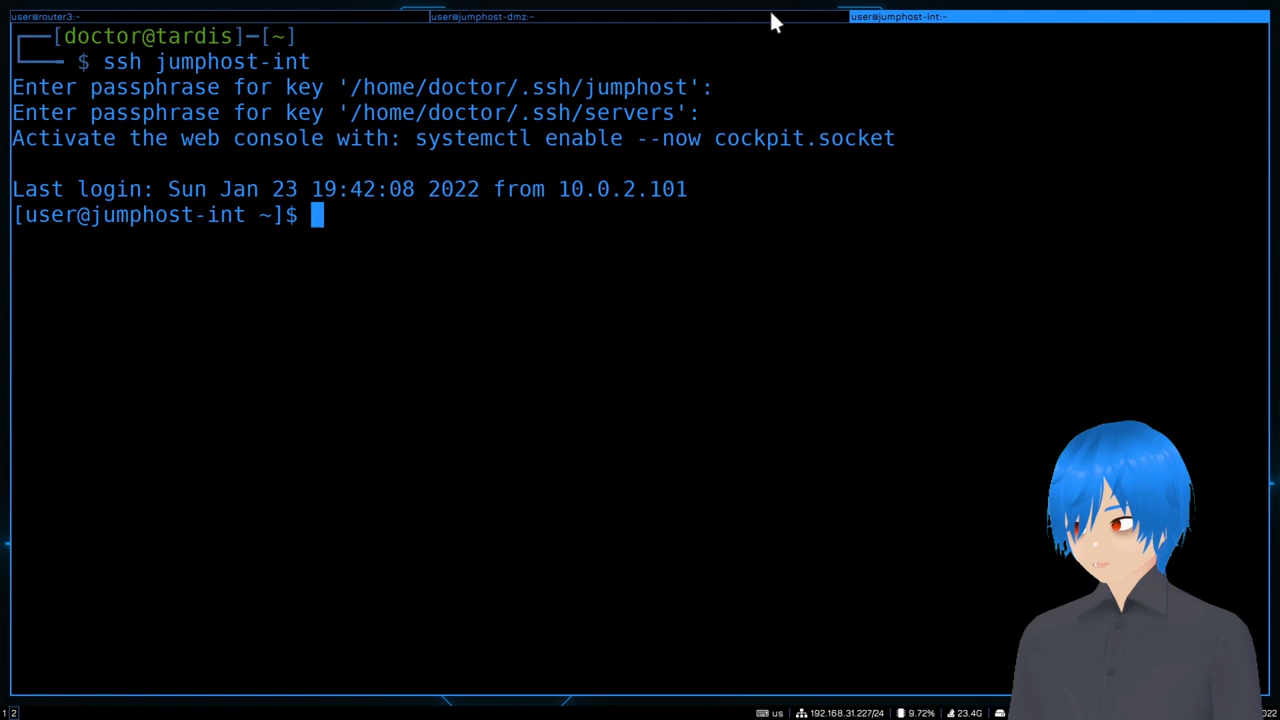 user@router3:~ user@jumphost-dmz:~ user@jumphost-int:~
[doctor@tardis]-[~]
$ ssh jumphost-int
Enter passphrase for key '/home/doctor/.ssh/jumphost':
Enter passphrase for key '/home/doctor/.ssh/servers':
Activate the web console with: systemctl enable --now cockpit.socket
Last login: Sun Jan 23 19:42:08 2022 from 10.0.2.101
[user@jumphost-int ~]$
1 2 us 192.168.31.227/24 9.72% 23.4G 022